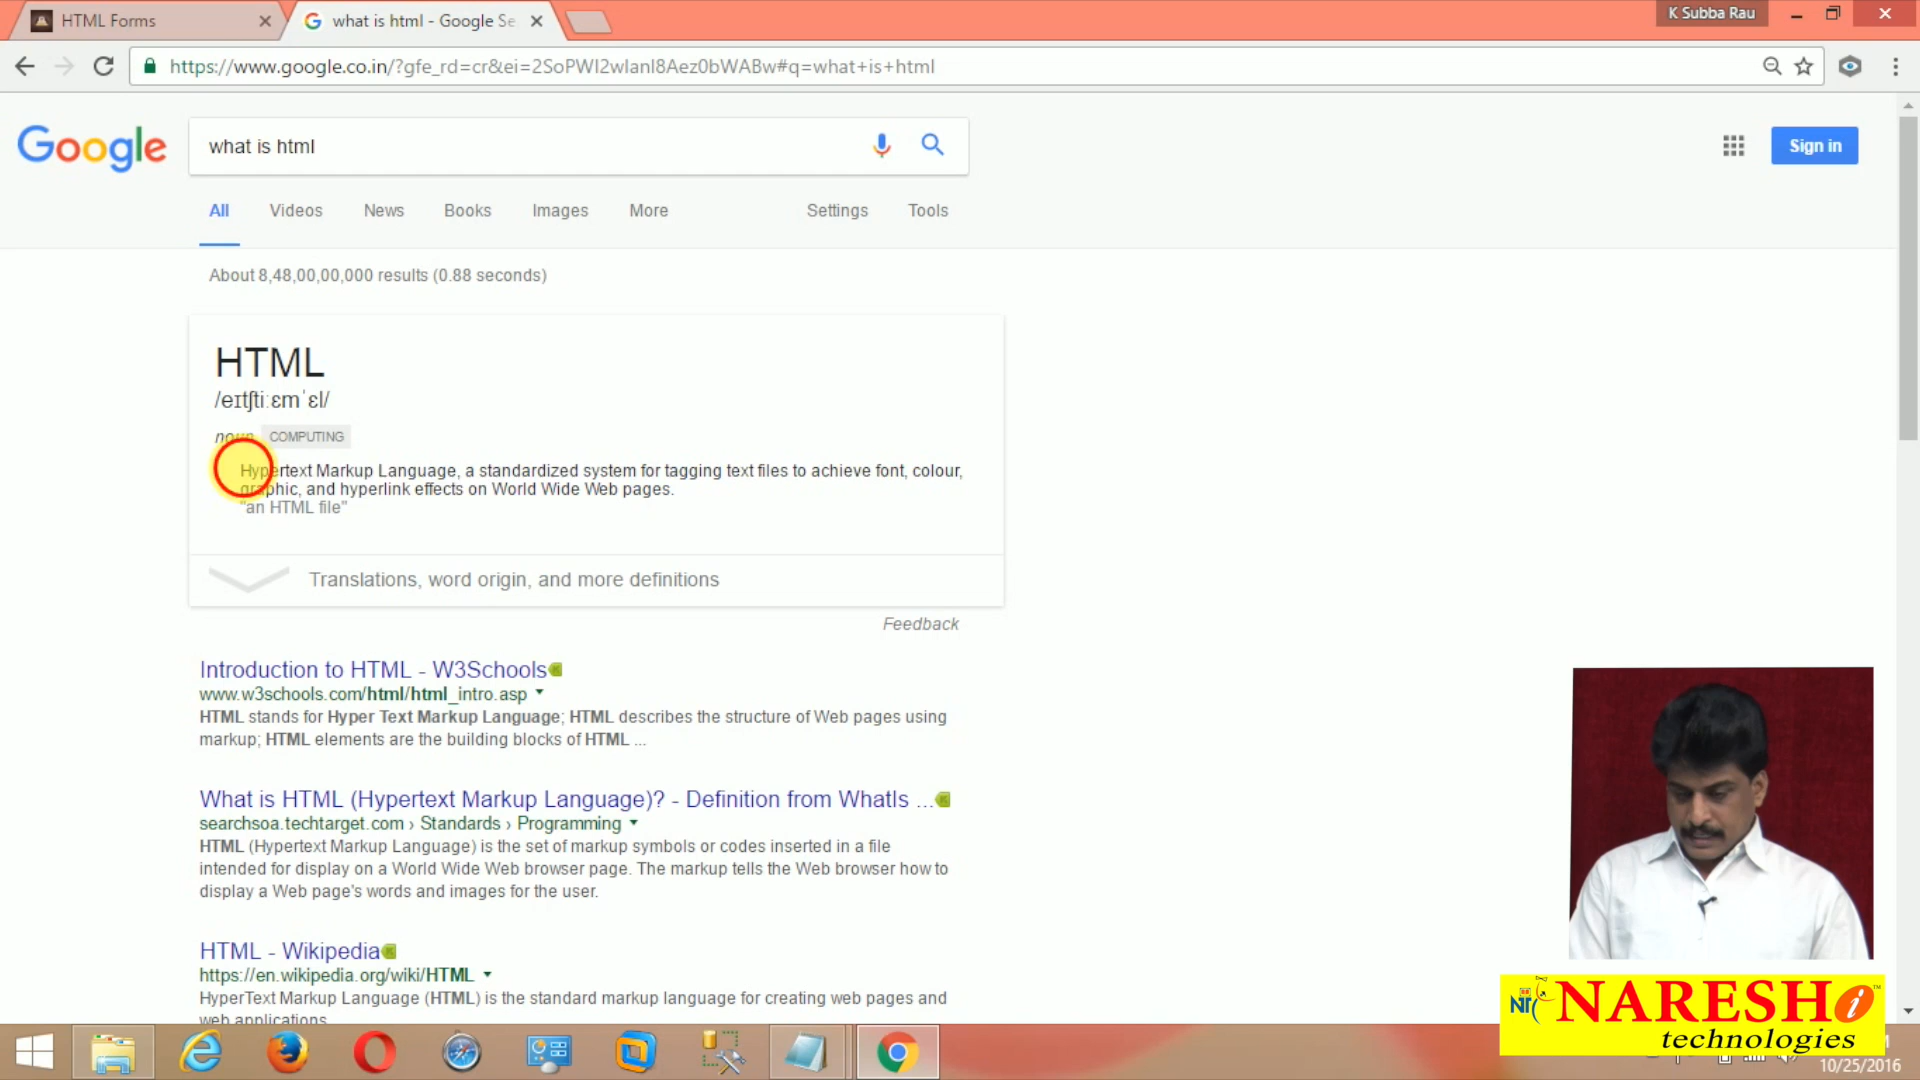 HTML Forms
what is html - Google Se
K Subba Rau
https://www.google.co.in/?gfe_rd=cr&ei=2SoPWI2wIanI8Aez0bWABw#q=what+is+html
Google
what is html
Sign in
All Videos News Books Images More Settings Tools
About 8,48,00,00,000 results (0.88 seconds)
HTML
/eɪtʃtiːɛmˈɛl/
noun COMPUTING
Hypertext Markup Language, a standardized system for tagging text files to achieve font, colour,
graphic, and hyperlink effects on World Wide Web pages.
"an HTML file"
Translations, word origin, and more definitions
Feedback
Introduction to HTML - W3Schools
www.w3schools.com/html/html_intro.asp
HTML stands for Hyper Text Markup Language; HTML describes the structure of Web pages using
markup; HTML elements are the building blocks of HTML ...
What is HTML (Hypertext Markup Language)? - Definition from WhatIs ...
searchsoa.techtarget.com › Standards › Programming
HTML (Hypertext Markup Language) is the set of markup symbols or codes inserted in a file
intended for display on a World Wide Web browser page. The markup tells the Web browser how to
display a Web page's words and images for the user.
HTML - Wikipedia
https://en.wikipedia.org/wiki/HTML
HyperText Markup Language (HTML) is the standard markup language for creating web pages and
web applications.
NARESH i
technologies
10/25/2016